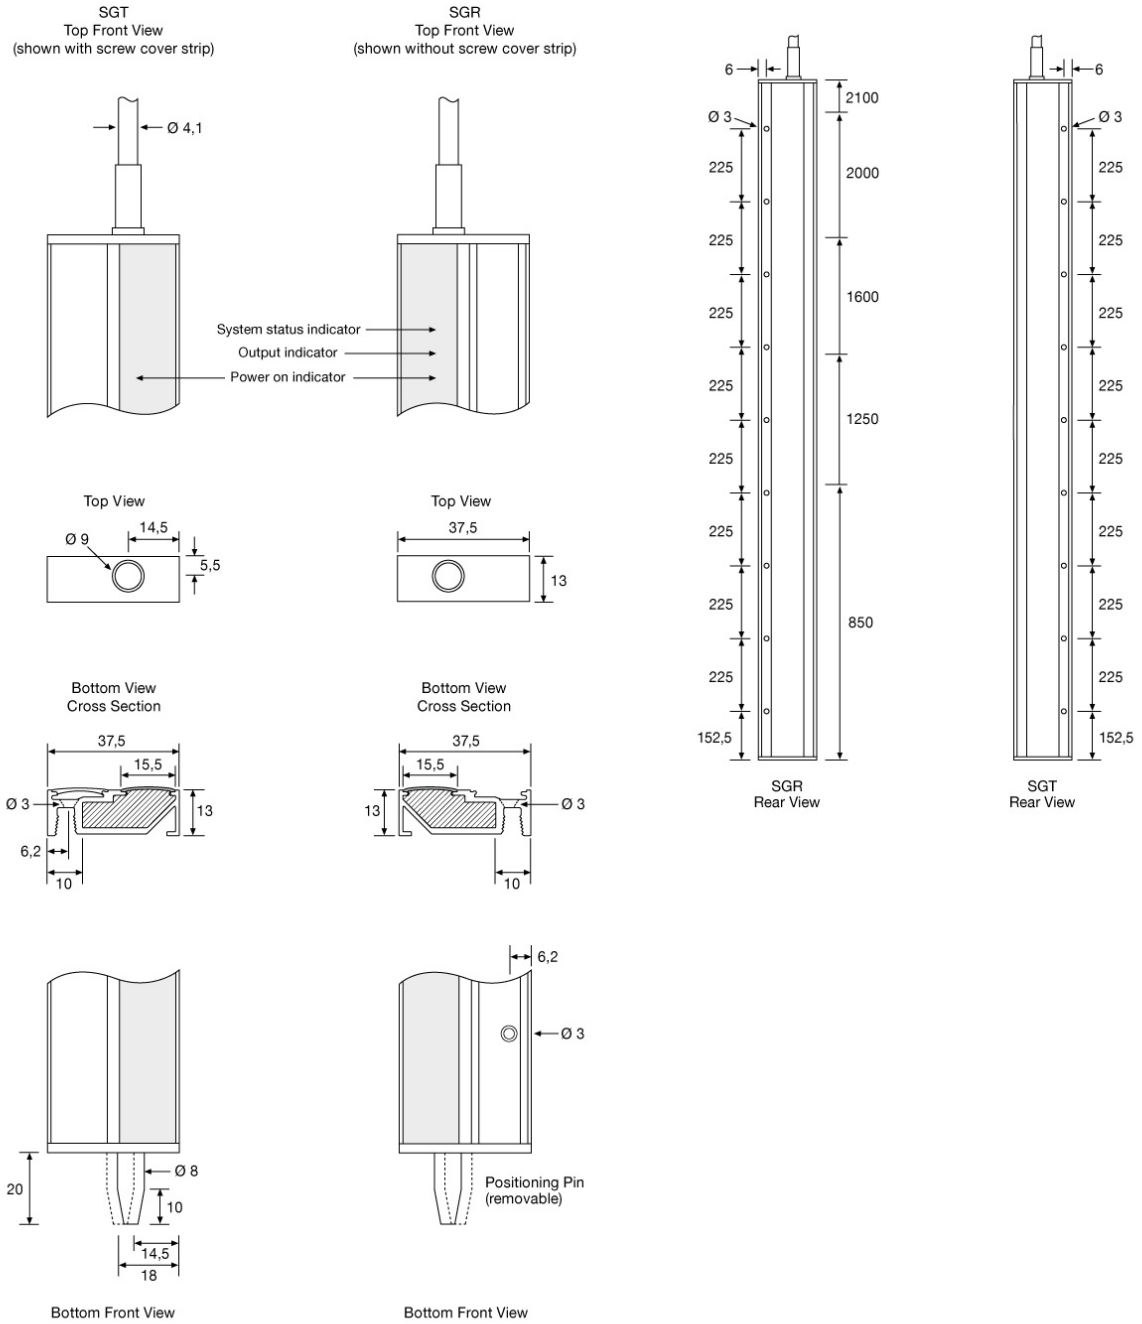 SGT
Top Front View
(shown with screw cover strip)
SGR
Top Front View
(shown without screw cover strip)
Ø 4,1
System status indicator
Output indicator
Power on indicator
Top View
Ø 9
14,5
5,5
Top View
37,5
13
Bottom View
Cross Section
37,5
15,5
Ø 3
13
6,2
10
Bottom View
Cross Section
37,5
15,5
13
Ø 3
10
Ø 8
20
10
14,5
18
Bottom Front View
6,2
Ø 3
Positioning Pin
(removable)
Bottom Front View
6
Ø 3
225
225
225
225
225
225
225
225
152,5
2100
2000
1600
1250
850
SGR
Rear View
6
Ø 3
225
225
225
225
225
225
225
225
152,5
SGT
Rear View